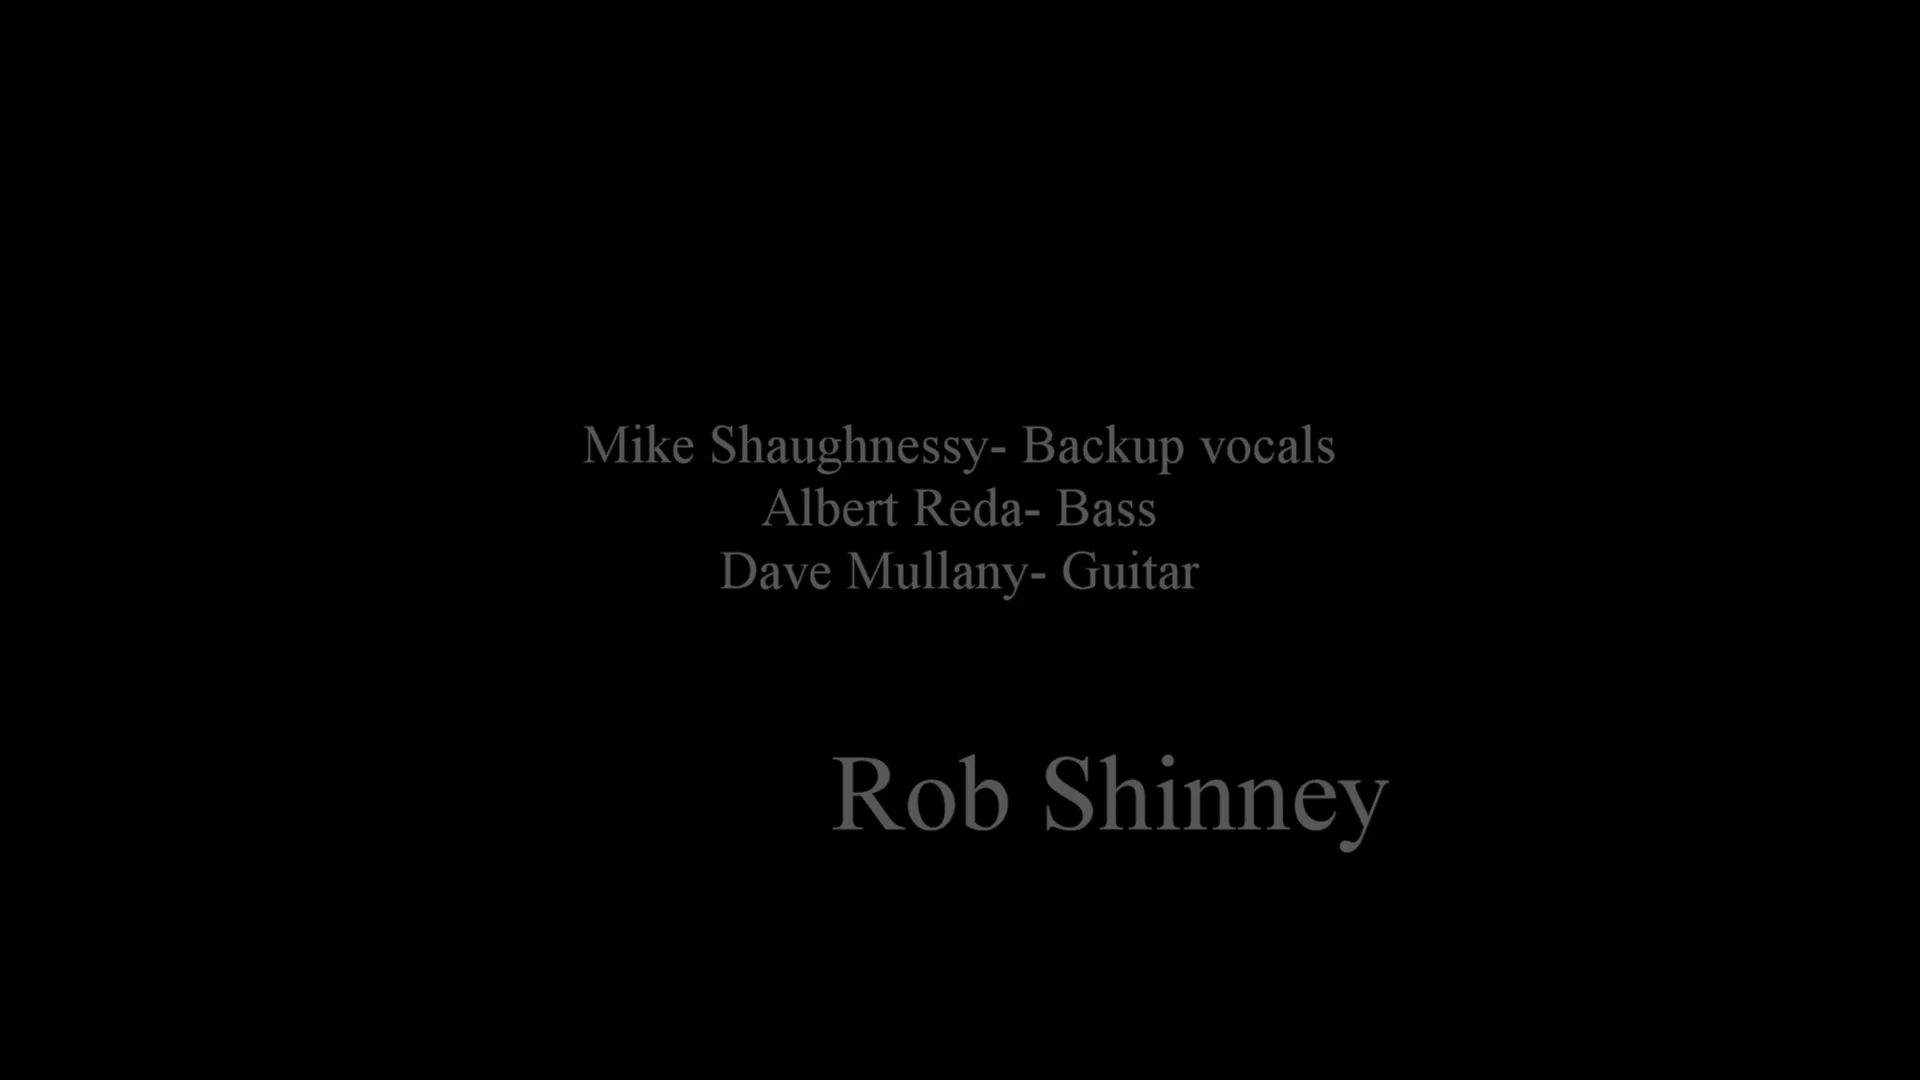 Mike Shaughnessy- Backup vocals
Albert Reda- Bass
Dave Mullany- Guitar
Rob Shinney